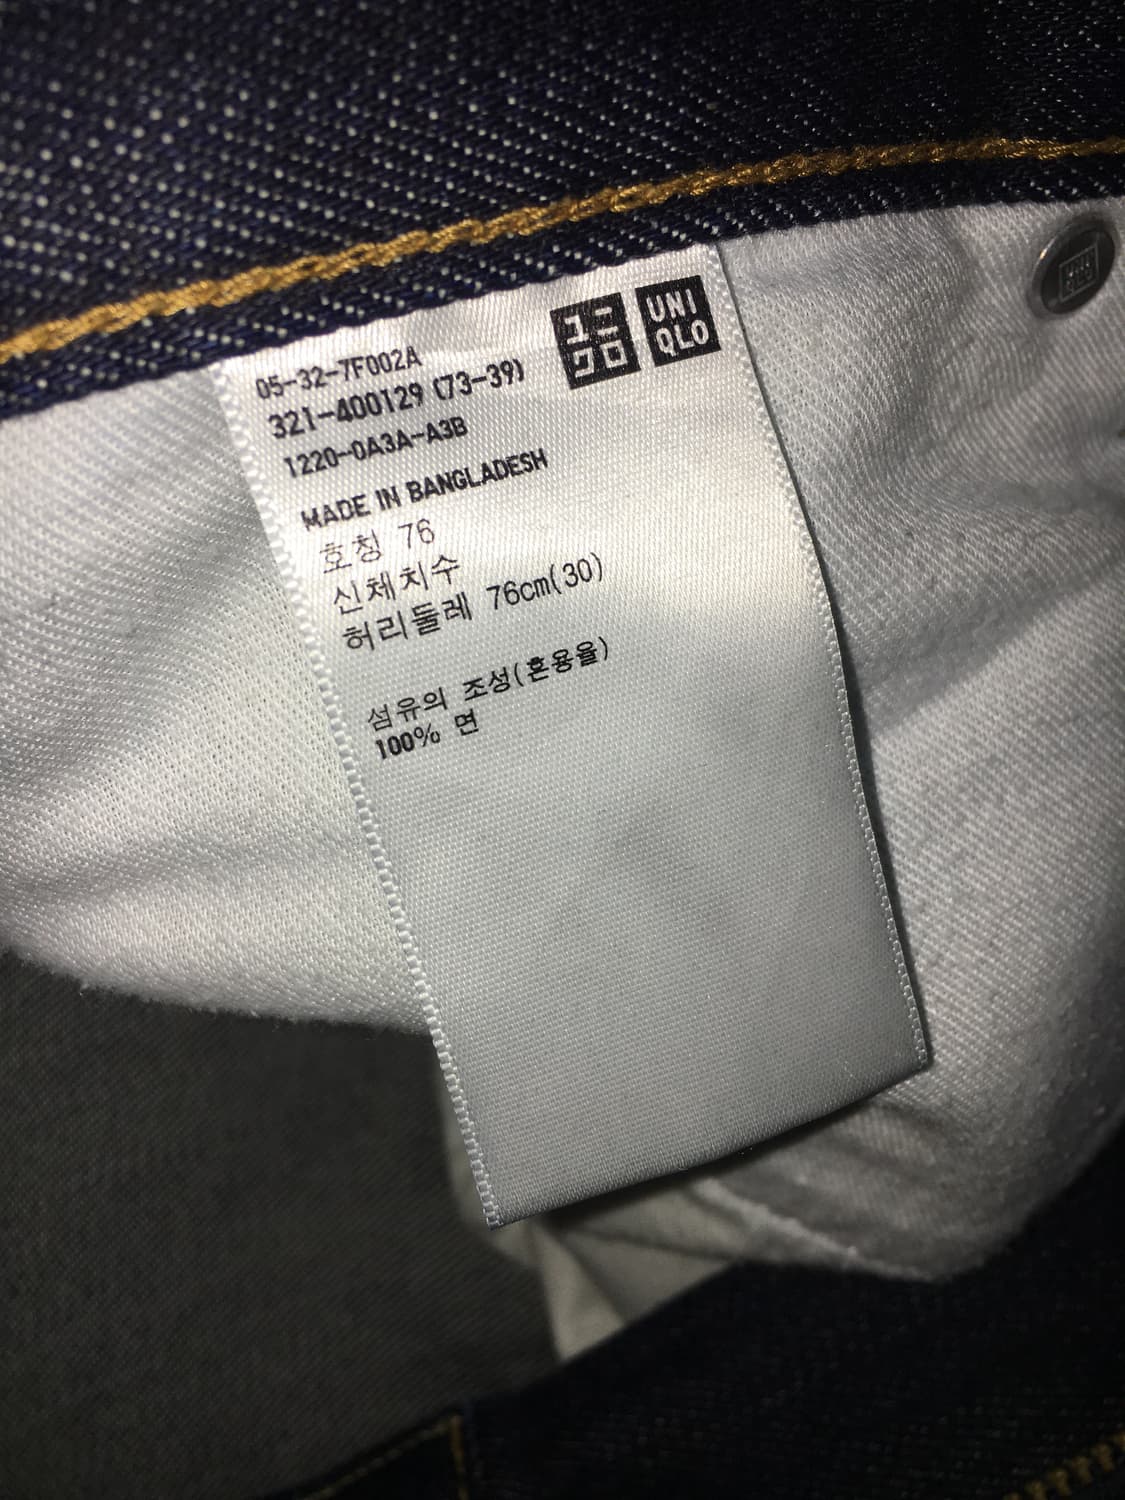 ユニ
クロ
UNI
QLO
05-32-7F002A
321-400129 (73-39)
1220-0A3A-A3B
MADE IN BANGLADESH
호칭 76
신체치수
허리둘레 76cm(30)
섬유의 조성(혼용율)
100% 면